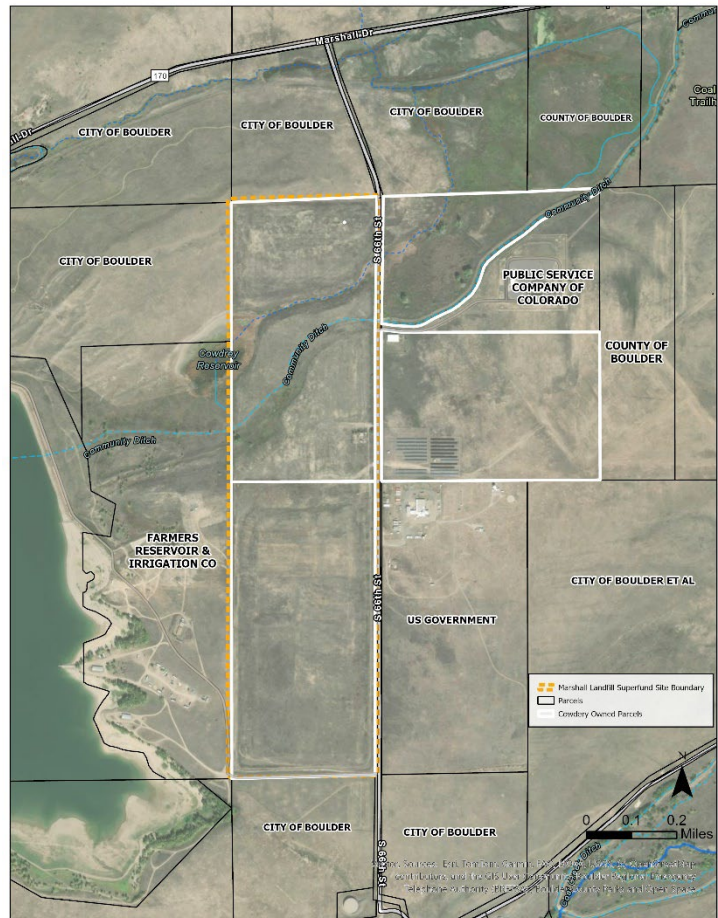 Marshall Dr
170
CITY OF BOULDER
CITY OF BOULDER
CITY OF BOULDER
COUNTY OF BOULDER
Coal
Trailh
all Dr
Community Ditch
S 66th St
CITY OF BOULDER
PUBLIC SERVICE
COMPANY OF
COLORADO
Cowdrey
Reservoir
Community Ditch
COUNTY OF
BOULDER
Community Ditch
FARMERS
RESERVOIR &
IRRIGATION CO
S 66th St
US GOVERNMENT
CITY OF BOULDER ET AL
Marshall Landfill Superfund Site Boundary
Parcels
Cowdery Owned Parcels
N
0 0.1 0.2
Miles
CITY OF BOULDER
CITY OF BOULDER
S 66th St